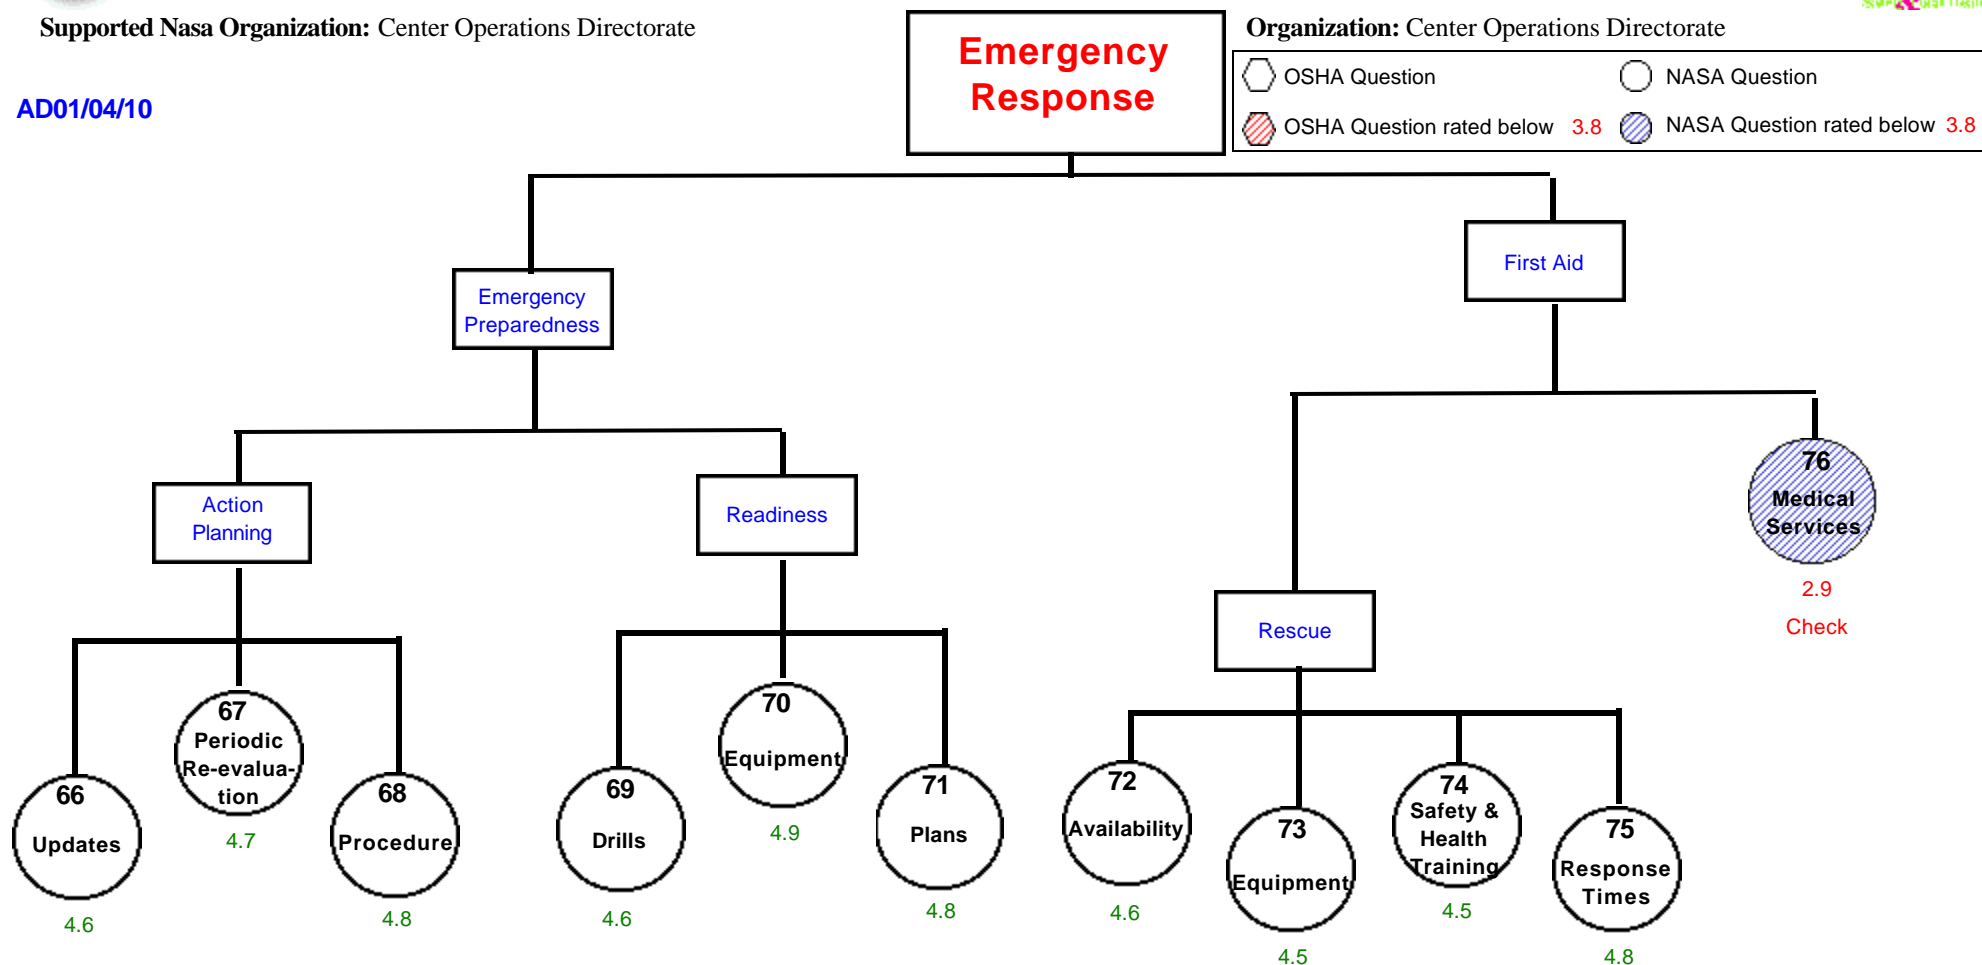 Supported Nasa Organization: Center Operations Directorate
Organization: Center Operations Directorate
Emergency
Response
OSHA Question
NASA Question
OSHA Question rated below 3.8
NASA Question rated below 3.8
AD01/04/10
First Aid
Emergency
Preparedness
Action
Planning
Readiness
76
Medical
Services
2.9
Check
Rescue
66
Updates
4.6
67
Periodic
Re-evalua-
tion
4.7
68
Procedure
4.8
69
Drills
4.6
70
Equipment
4.9
71
Plans
4.8
72
Availability
4.6
73
Equipment
4.5
74
Safety &
Health
Training
4.5
75
Response
Times
4.8